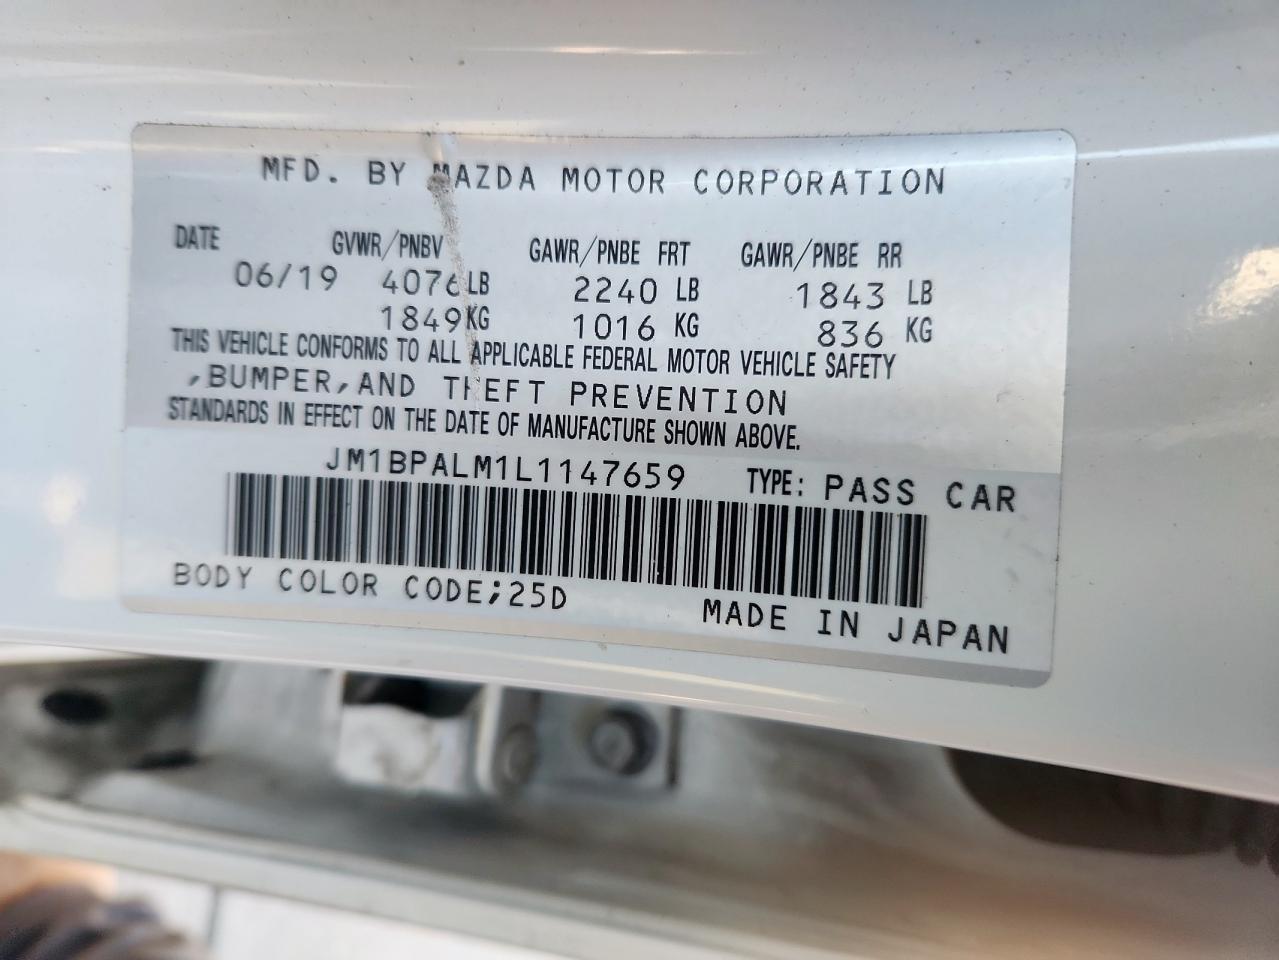 MFD. BY MAZDA MOTOR CORPORATION
DATE GVWR/PNBV GAWR/PNBE FRT GAWR/PNBE RR
06/19 4076LB 2240 LB 1843 LB
1849KG 1016 KG 836 KG
THIS VEHICLE CONFORMS TO ALL APPLICABLE FEDERAL MOTOR VEHICLE SAFETY
,BUMPER,AND THEFT PREVENTION
STANDARDS IN EFFECT ON THE DATE OF MANUFACTURE SHOWN ABOVE.
JM1BPALM1L1147659 TYPE: PASS CAR
BODY COLOR CODE;25D MADE IN JAPAN